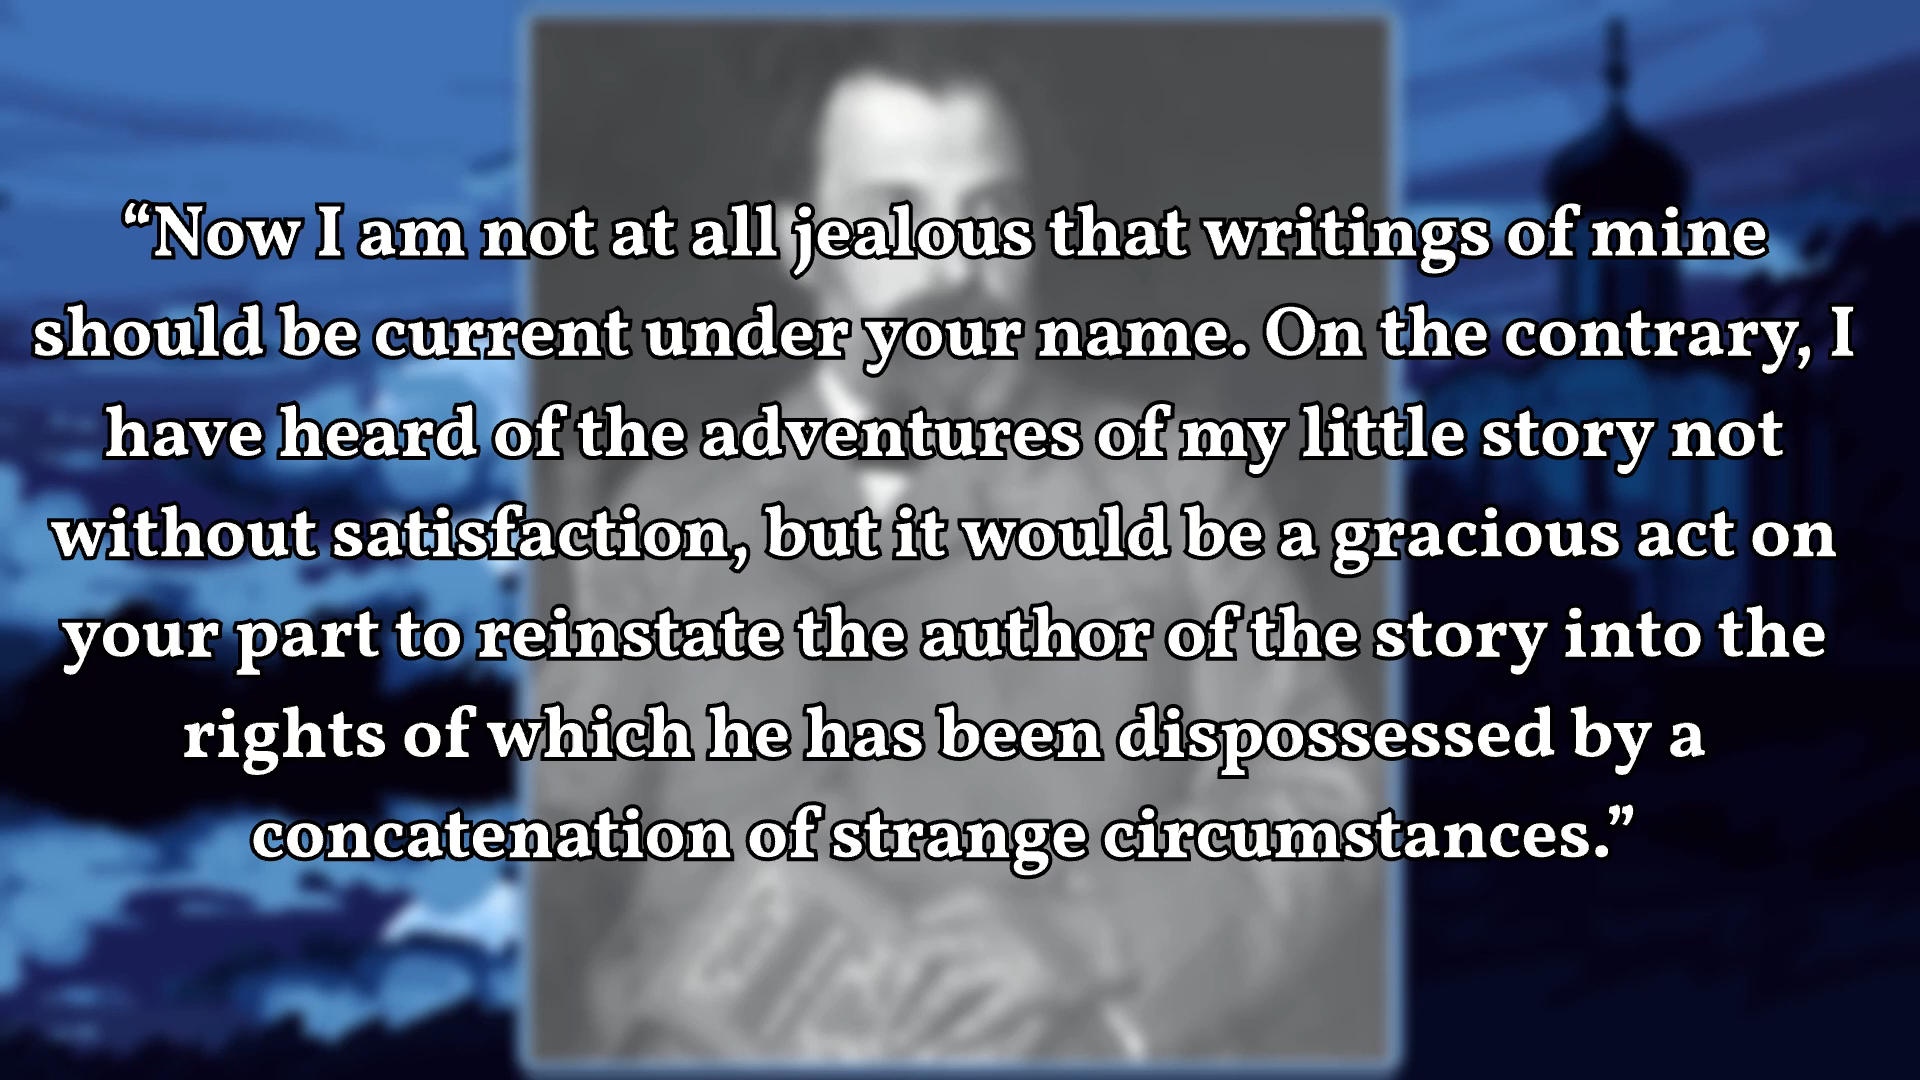 “Now I am not at all jealous that writings of mine
should be current under your name. On the contrary, I
have heard of the adventures of my little story not
without satisfaction, but it would be a gracious act on
your part to reinstate the author of the story into the
rights of which he has been dispossessed by a
concatenation of strange circumstances.”